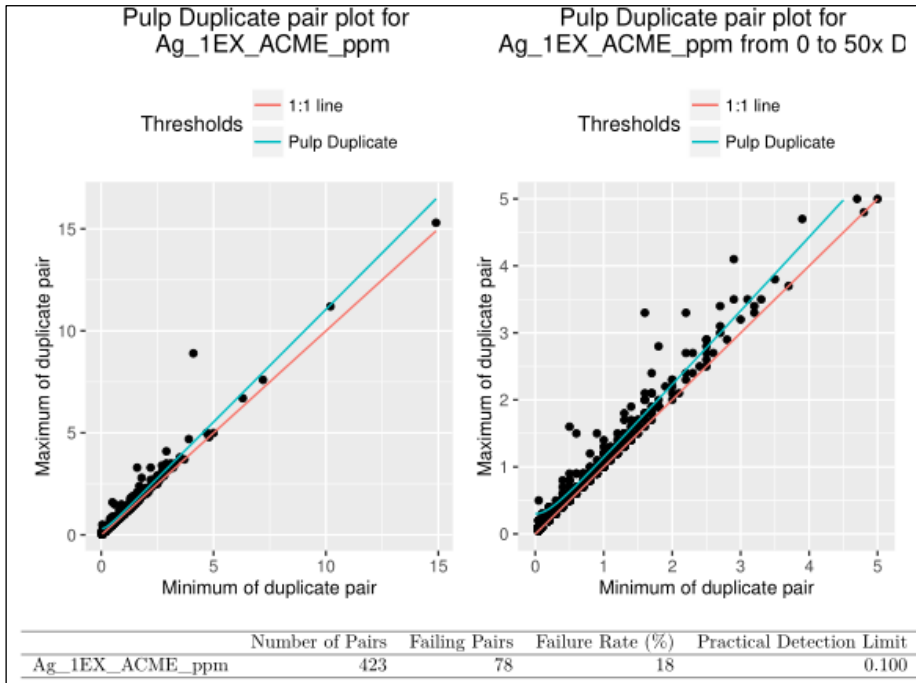 Pulp Duplicate pair plot for
Ag_1EX_ACME_ppm
Thresholds
1:1 line
Pulp Duplicate
Maximum of duplicate pair
15
10
5
0
0
5
10
15
Minimum of duplicate pair
Pulp Duplicate pair plot for
Ag_1EX_ACME_ppm from 0 to 50x D
Thresholds
1:1 line
Pulp Duplicate
Maximum of duplicate pair
5
4
3
2
1
0
0
1
2
3
4
5
Minimum of duplicate pair
Number of Pairs Failing Pairs Failure Rate (%) Practical Detection Limit
Ag_1EX_ACME_ppm 423 78 18 0.100